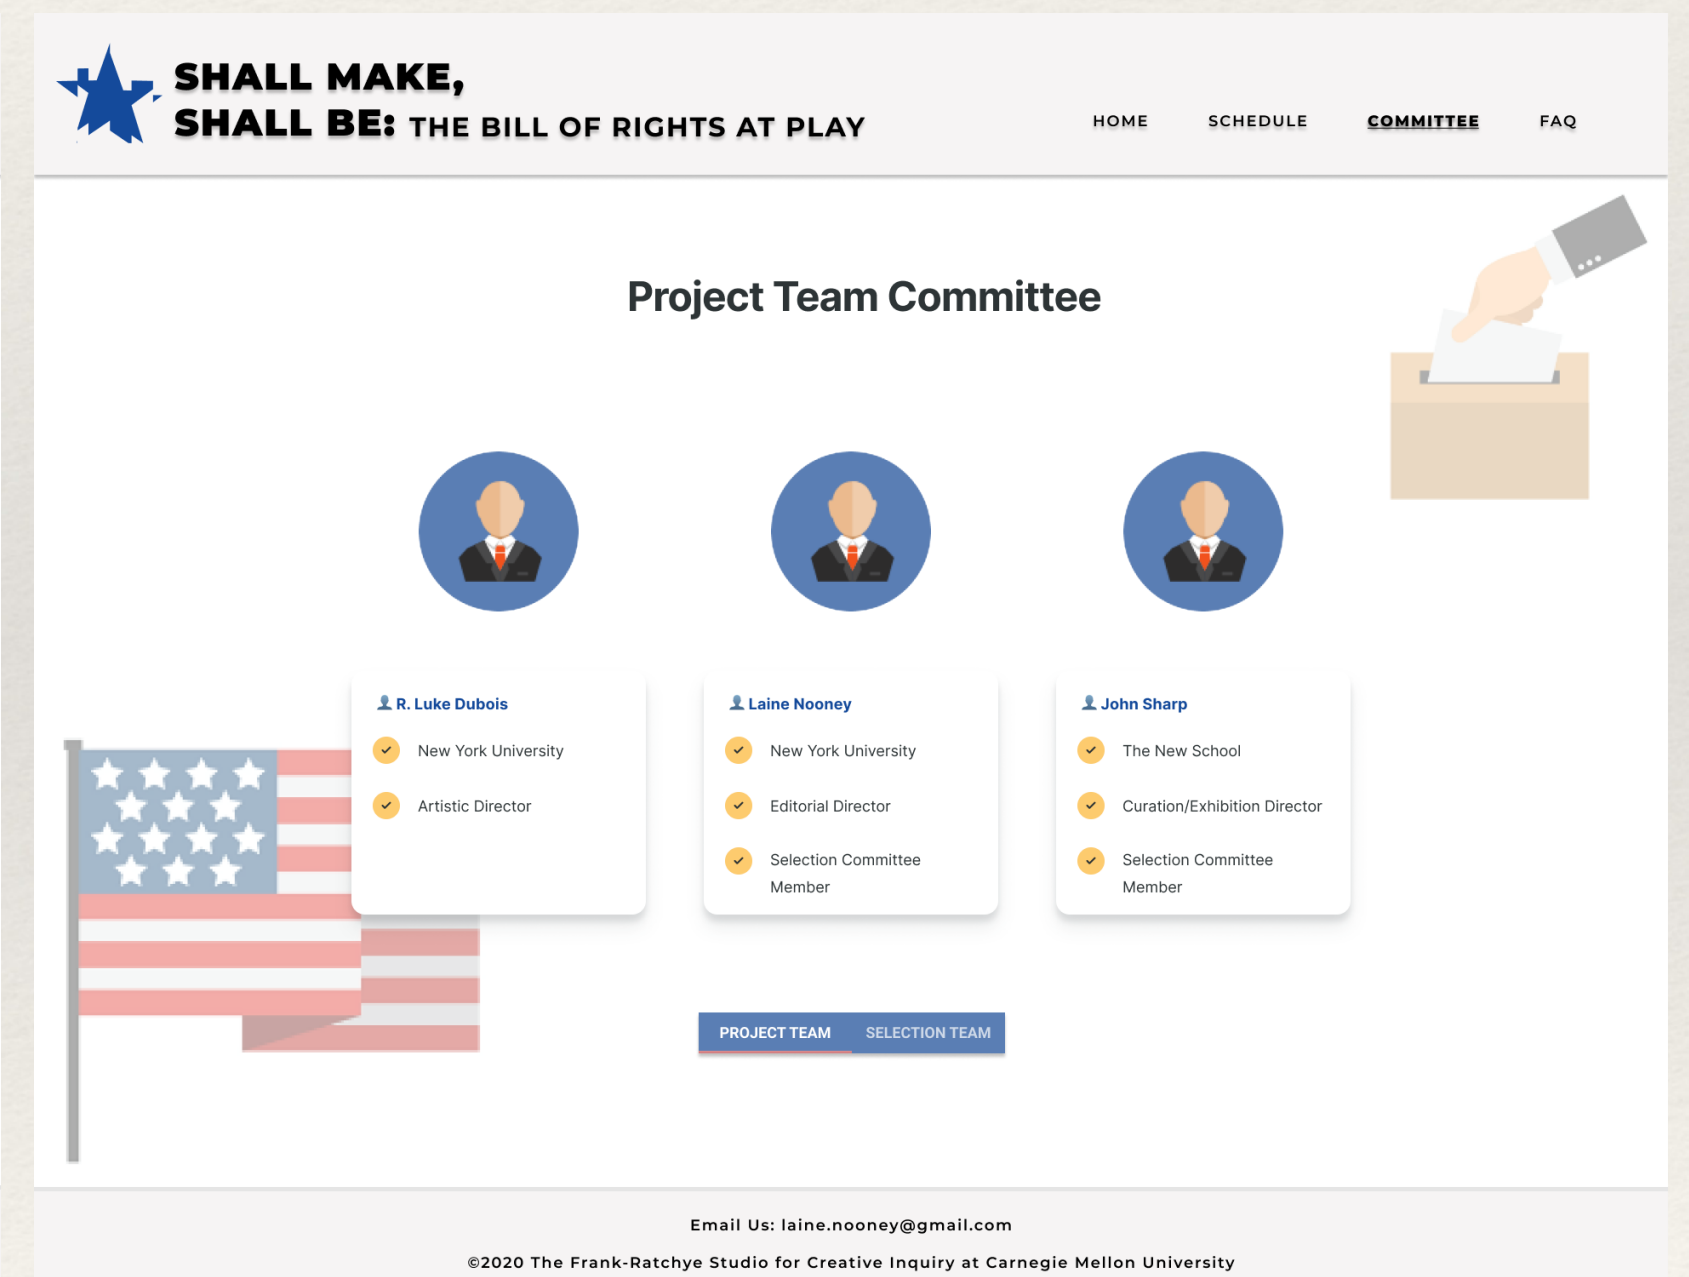 SHALL MAKE,
SHALL BE: THE BILL OF RIGHTS AT PLAY
HOME SCHEDULE COMMITTEE FAQ
Project Team Committee
R. Luke Dubois
New York University
Artistic Director
Laine Nooney
New York University
Editorial Director
Selection Committee
Member
John Sharp
The New School
Curation/Exhibition Director
Selection Committee
Member
PROJECT TEAM SELECTION TEAM
Email Us: laine.nooney@gmail.com
©2020 The Frank-Ratchye Studio for Creative Inquiry at Carnegie Mellon University